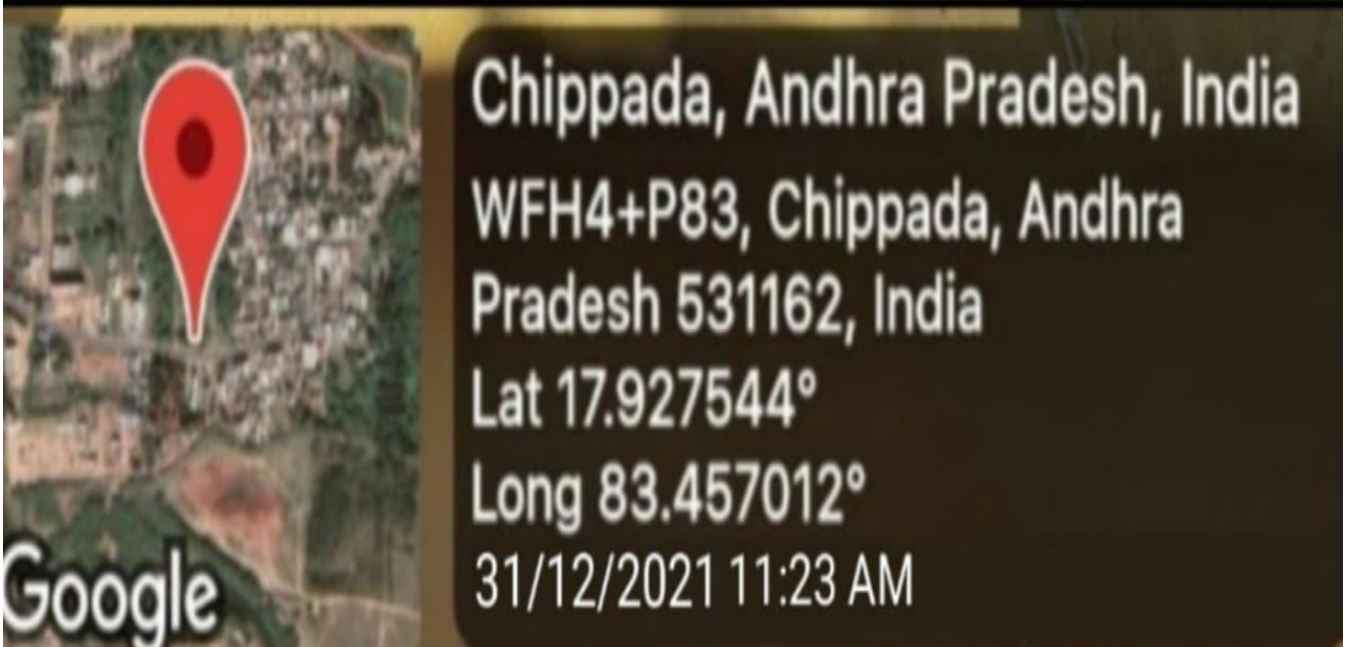 Chippada, Andhra Pradesh, India
WFH4+P83, Chippada, Andhra
Pradesh 531162, India
Lat 17.927544°
Long 83.457012°
31/12/2021 11:23 AM
Google